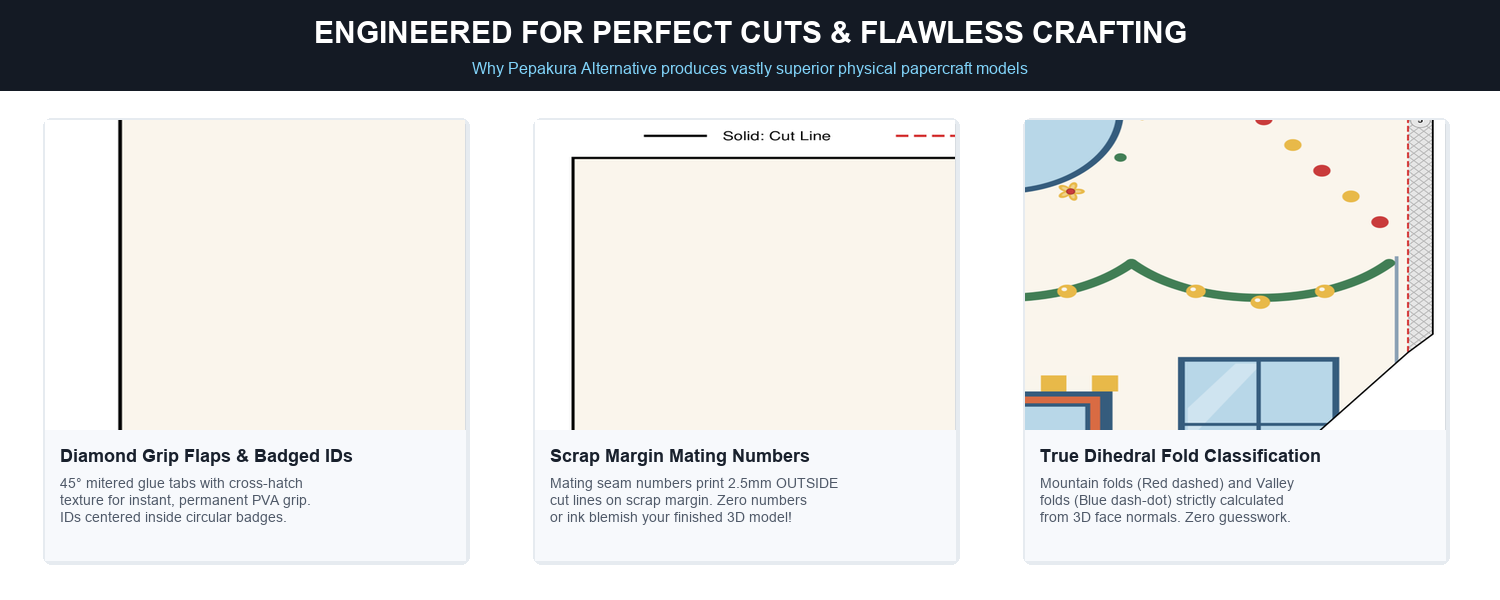 ENGINEERED FOR PERFECT CUTS & FLAWLESS CRAFTING
Why Pepakura Alternative produces vastly superior physical papercraft models
Solid: Cut Line
Diamond Grip Flaps & Badged IDs
45° mitered glue tabs with cross-hatch
texture for instant, permanent PVA grip.
IDs centered inside circular badges.
Scrap Margin Mating Numbers
Mating seam numbers print 2.5mm OUTSIDE
cut lines on scrap margin. Zero numbers
or ink blemish your finished 3D model!
True Dihedral Fold Classification
Mountain folds (Red dashed) and Valley
folds (Blue dash-dot) strictly calculated
from 3D face normals. Zero guesswork.